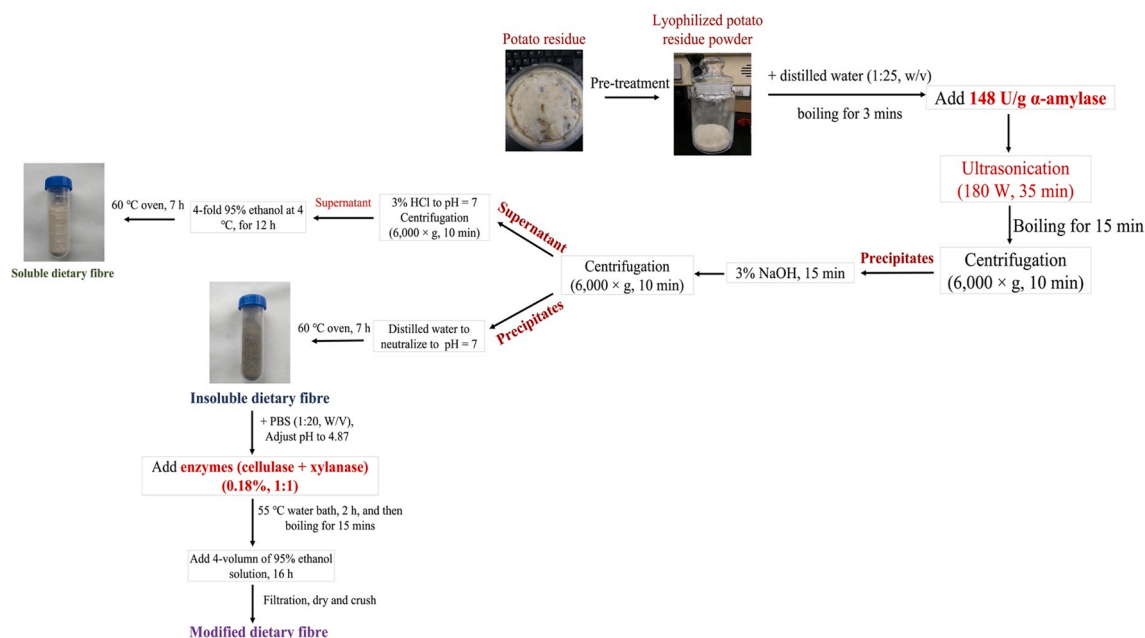 Potato residue
Pre-treatment
Lyophilized potato
residue powder
+ distilled water (1:25, w/v)
boiling for 3 mins
Add 148 U/g α-amylase
Ultrasonication
(180 W, 35 min)
Boiling for 15 min
Centrifugation
(6,000 × g, 10 min)
Precipitates
3% NaOH, 15 min
Centrifugation
(6,000 × g, 10 min)
Supernatant
3% HCl to pH = 7
Centrifugation
(6,000 × g, 10 min)
Supernatant
4-fold 95% ethanol at 4
℃, for 12 h
60 ℃ oven, 7 h
Soluble dietary fibre
Precipitates
Distilled water to
neutralize to pH = 7
60 ℃ oven, 7 h
Insoluble dietary fibre
+ PBS (1:20, W/V),
Adjust pH to 4.87
Add enzymes (cellulase + xylanase)
(0.18%, 1:1)
55 ℃ water bath, 2 h, and then
boiling for 15 mins
Add 4-volumn of 95% ethanol
solution, 16 h
Filtration, dry and crush
Modified dietary fibre